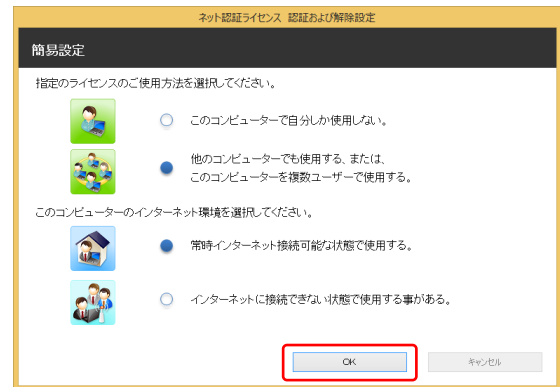 ネット認証ライセンス 認証および解除設定
簡易設定
指定のライセンスのご使用方法を選択してください。
このコンピューターで自分しか使用しない。
他のコンピューターでも使用する、または、
このコンピューターを複数ユーザーで使用する。
このコンピューターのインターネット環境を選択してください。
常時インターネット接続可能な状態で使用する。
インターネットに接続できない状態で使用する事がある。
OK
キャンセル